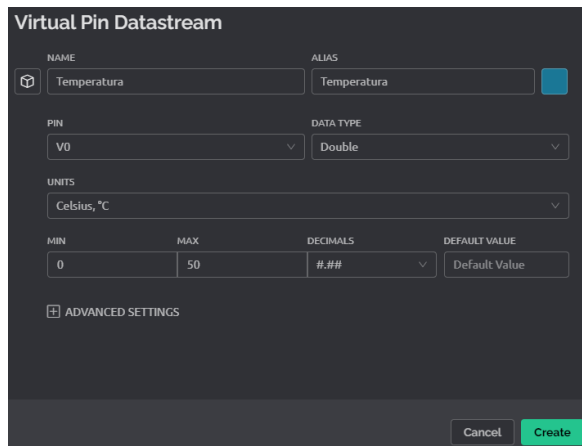 Virtual Pin Datastream
NAME ALIAS
Temperatura Temperatura
PIN DATA TYPE
V0 Double
UNITS
Celsius, °C
MIN MAX DECIMALS DEFAULT VALUE
0 50 #.## Default Value
ADVANCED SETTINGS
Cancel Create